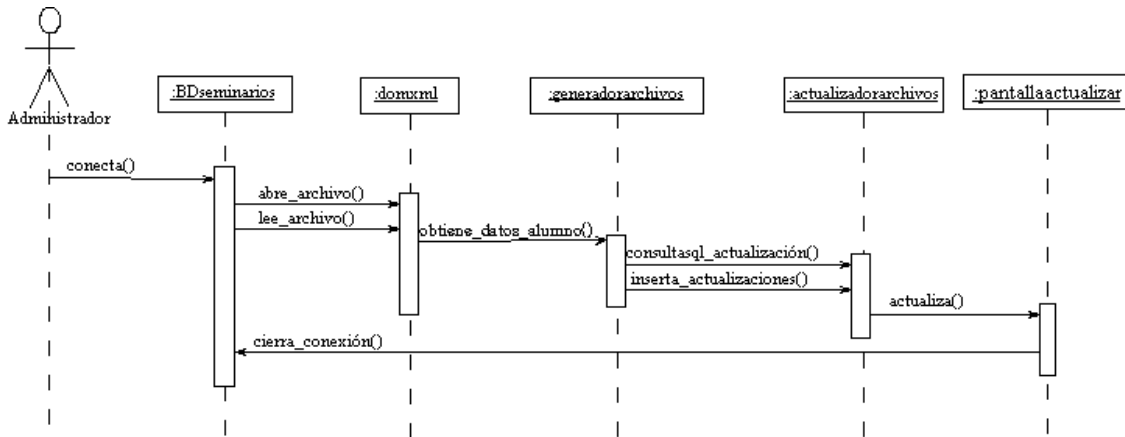 :BDseminarios
:domxml
:generadorarchivos
:actualizadorarchivos
:pantallaactualizar
Administrador
conecta()
abre_archivo()
lee_archivo()
obtiene_datos_alumno()
consultasql_actualización()
inserta_actualizaciones()
actualiza()
cierra_conexión()